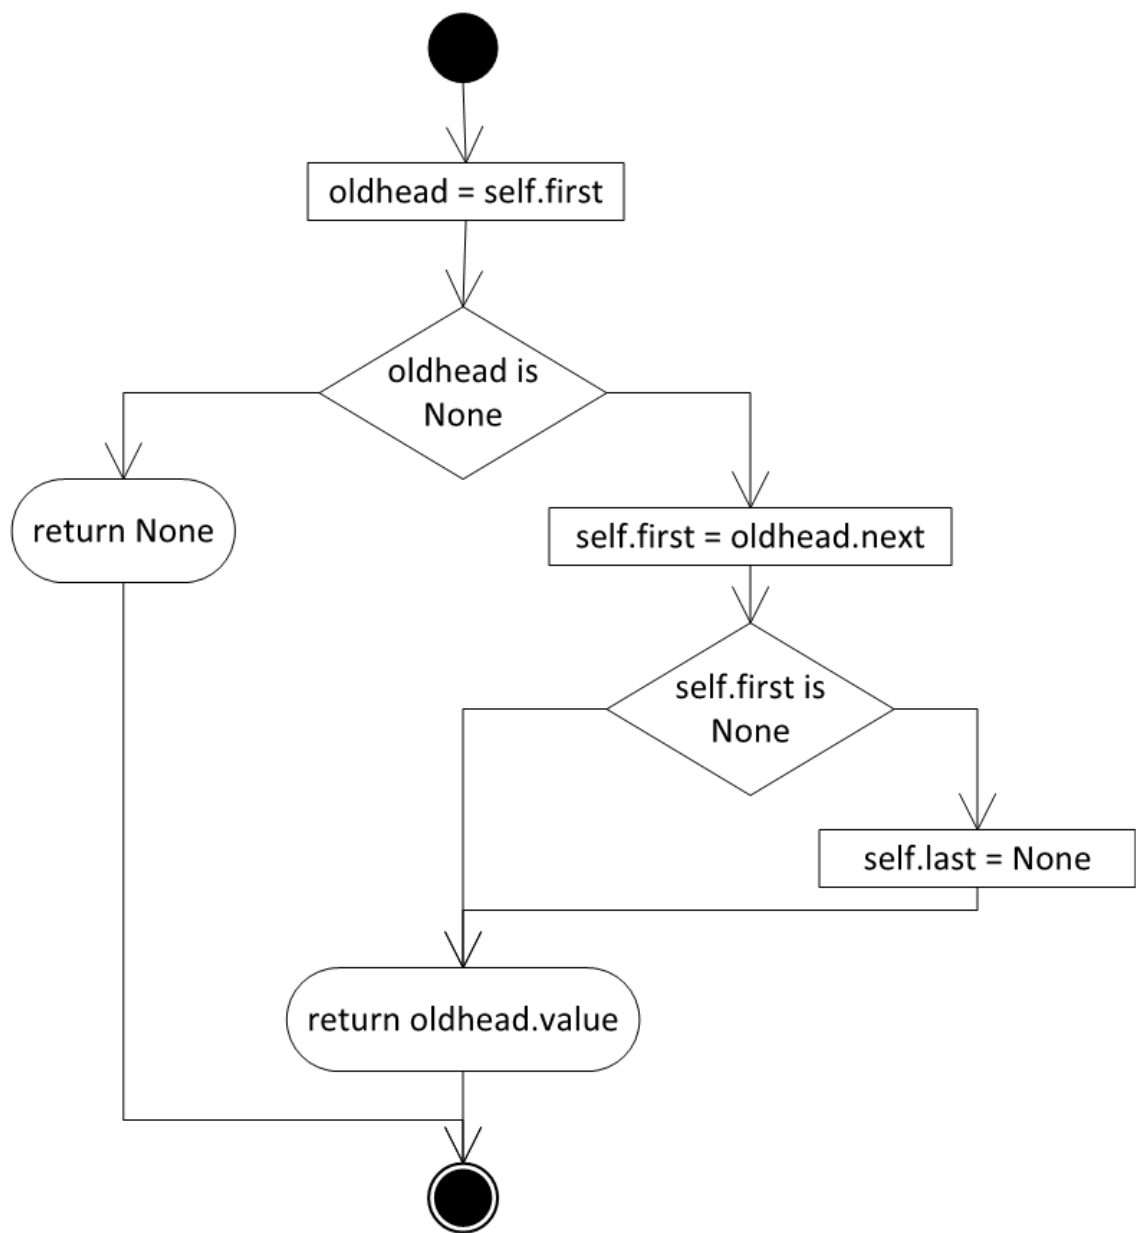 oldhead = self.first
oldhead is
None
return None
self.first = oldhead.next
self.first is
None
self.last = None
return oldhead.value